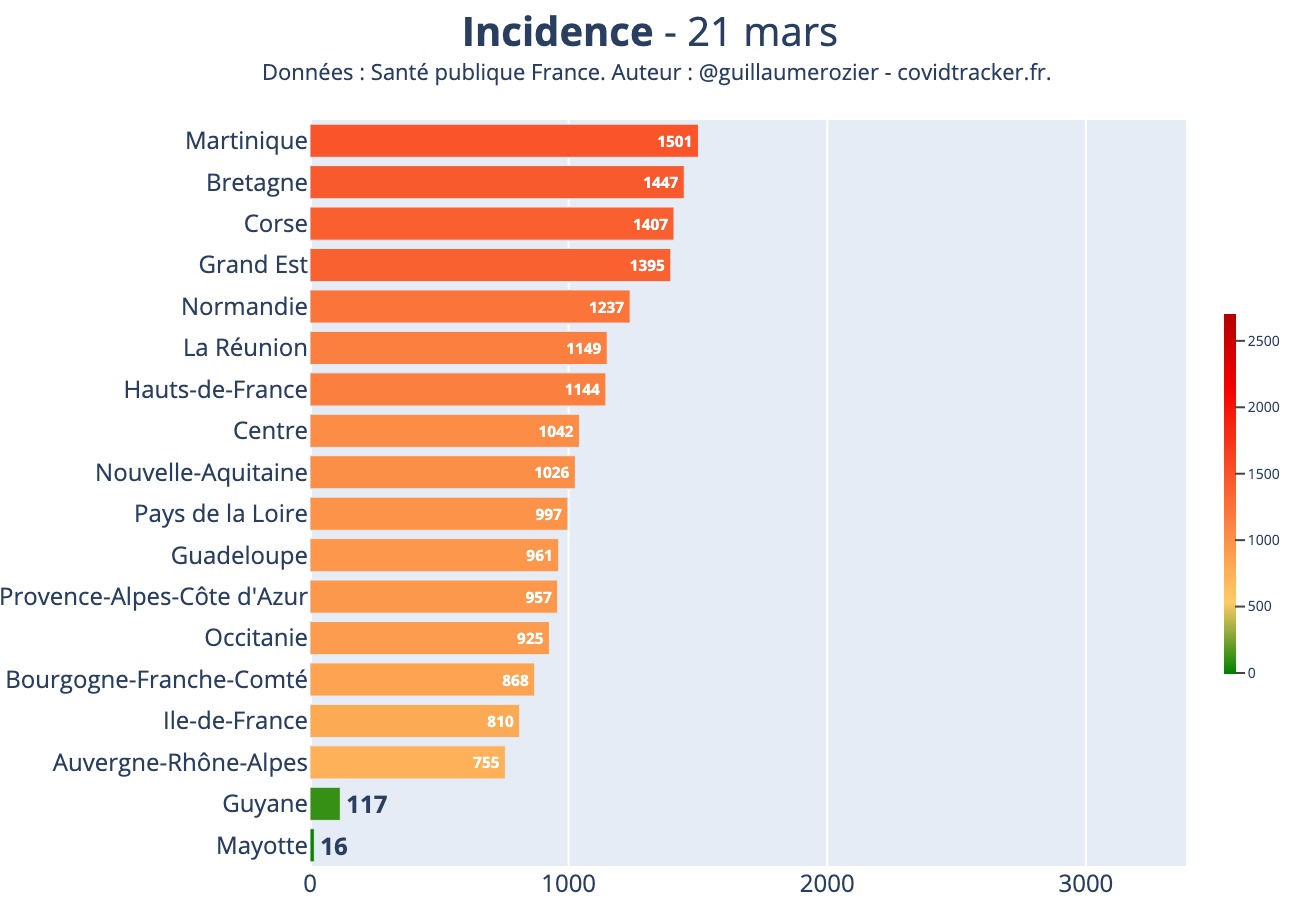 Incidence - 21 mars
Données : Santé publique France. Auteur : @guillaumerozier - covidtracker.fr.
Martinique 1501
Bretagne 1447
Corse 1407
Grand Est 1395
Normandie 1237
La Réunion 1149
Hauts-de-France 1144
Centre 1042
Nouvelle-Aquitaine 1026
Pays de la Loire 997
Guadeloupe 961
Provence-Alpes-Côte d'Azur 957
Occitanie 925
Bourgogne-Franche-Comté 868
Ile-de-France 810
Auvergne-Rhône-Alpes 755
Guyane 117
Mayotte 16
0 1000 2000 3000
2500
2000
1500
1000
500
0